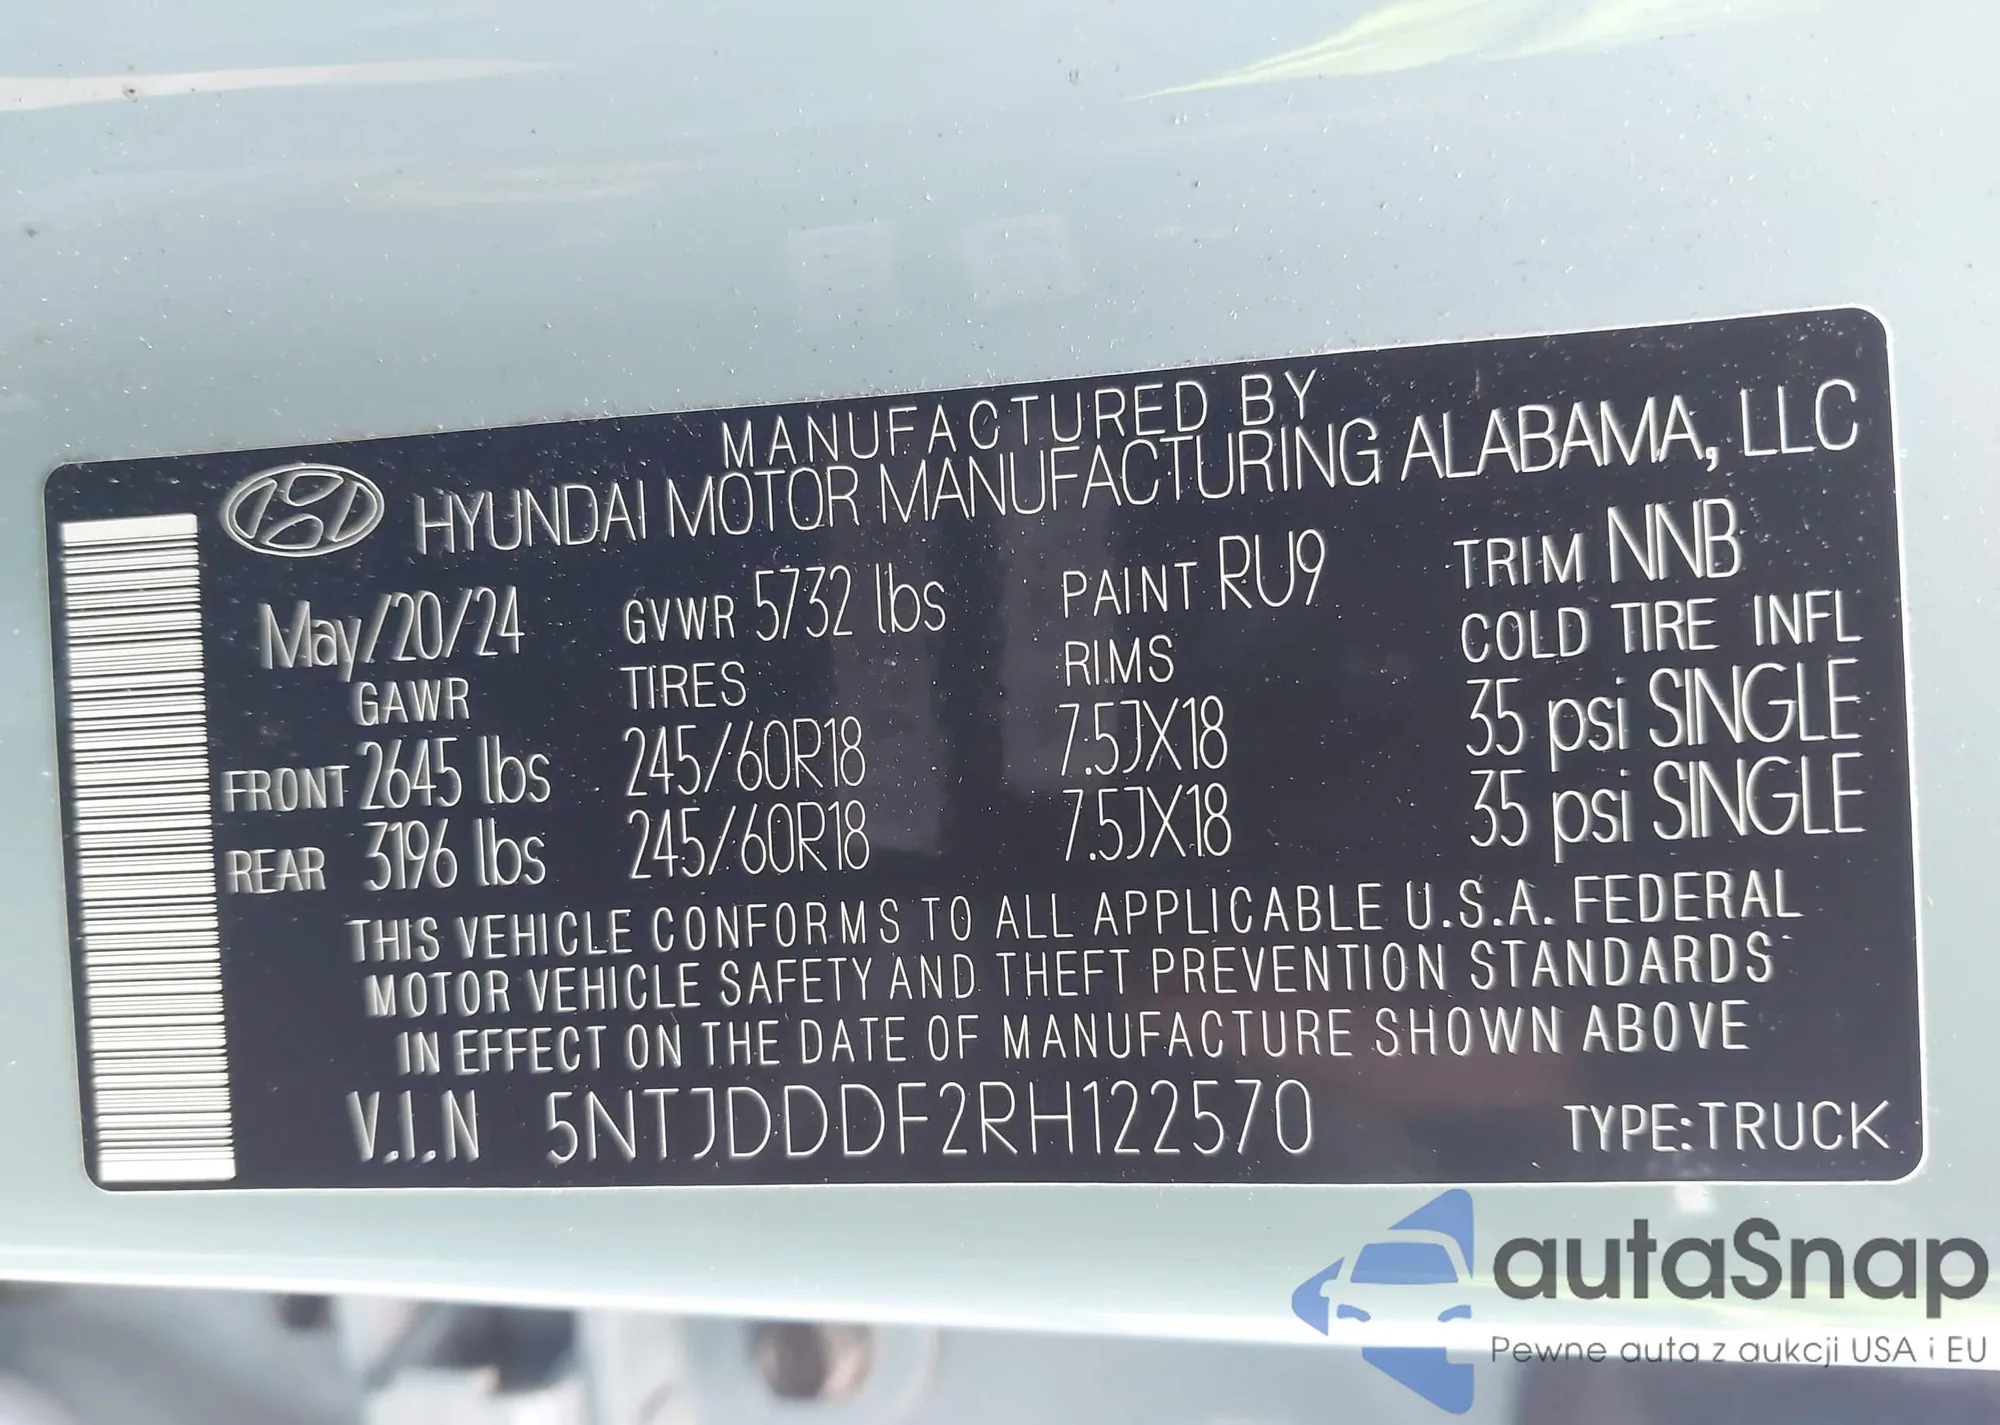 MANUFACTURED BY
HYUNDAI MOTOR MANUFACTURING ALABAMA, LLC
May/20/24 GVWR 5732 lbs PAINT RU9 TRIM NNB
GAWR TIRES RIMS COLD TIRE INFL
FRONT 2645 lbs 245/60R18 7.5JX18 35 psi SINGLE
REAR 3196 lbs 245/60R18 7.5JX18 35 psi SINGLE
THIS VEHICLE CONFORMS TO ALL APPLICABLE U.S.A. FEDERAL
MOTOR VEHICLE SAFETY AND THEFT PREVENTION STANDARDS
IN EFFECT ON THE DATE OF MANUFACTURE SHOWN ABOVE
V.I.N 5NTJDDDF2RH122570 TYPE:TRUCK
autaSnap
Pewne auta z aukcji USA i EU